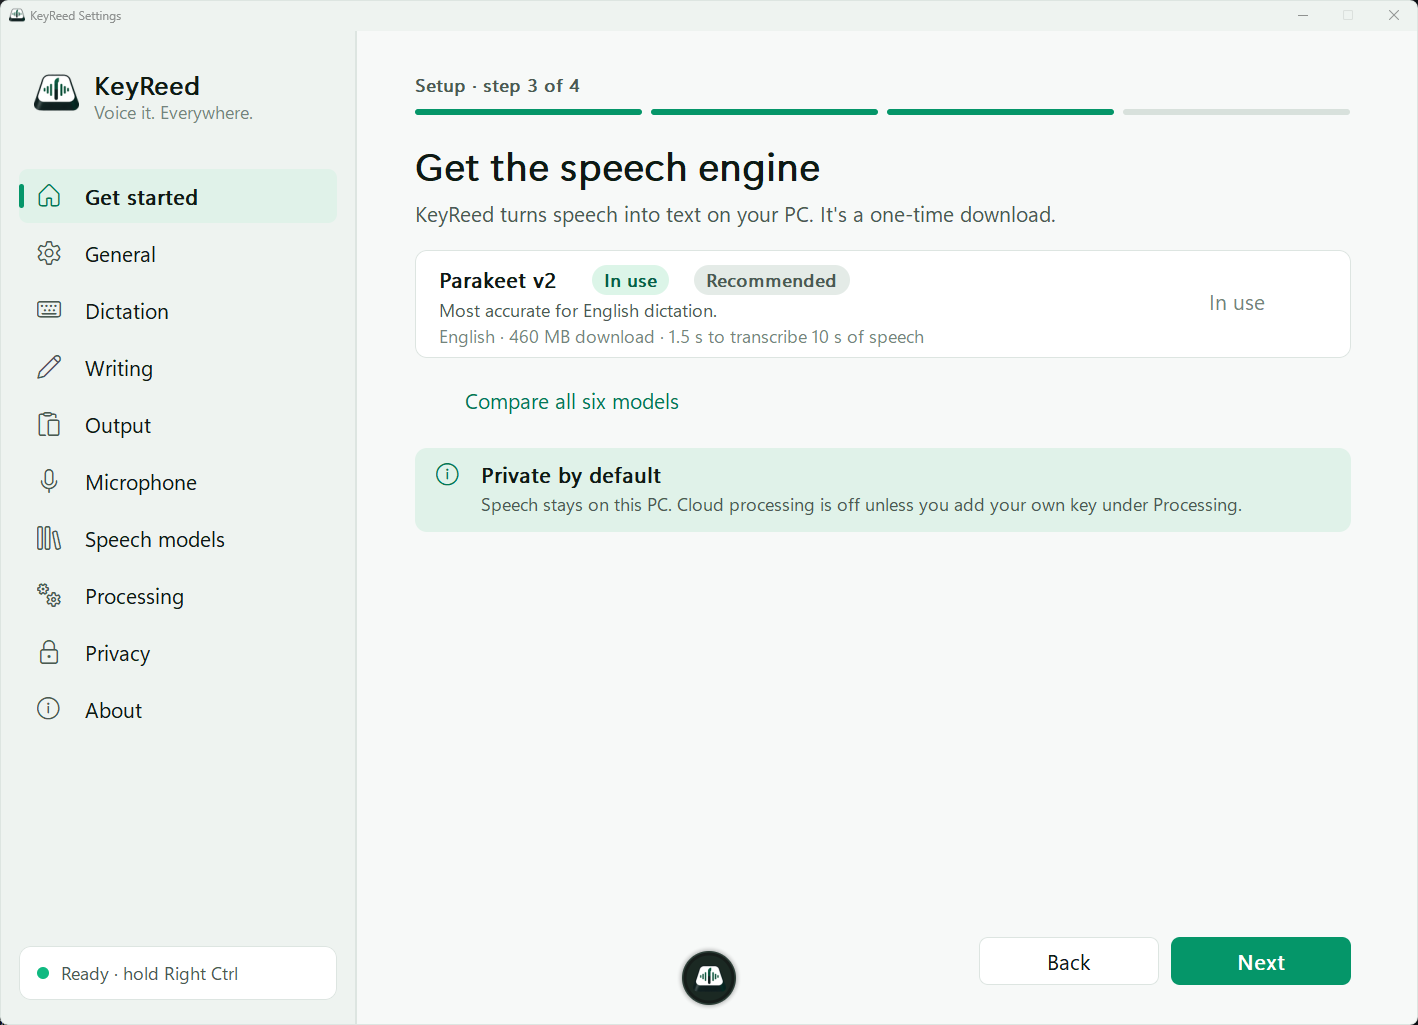 KeyReed Settings
KeyReed
Voice it. Everywhere.
Get started
General
Dictation
Writing
Output
Microphone
Speech models
Processing
Privacy
About
Ready · hold Right Ctrl
Setup · step 3 of 4
Get the speech engine
KeyReed turns speech into text on your PC. It's a one-time download.
Parakeet v2 In use Recommended
Most accurate for English dictation.
English · 460 MB download · 1.5 s to transcribe 10 s of speech
In use
Compare all six models
Private by default
Speech stays on this PC. Cloud processing is off unless you add your own key under Processing.
Back Next